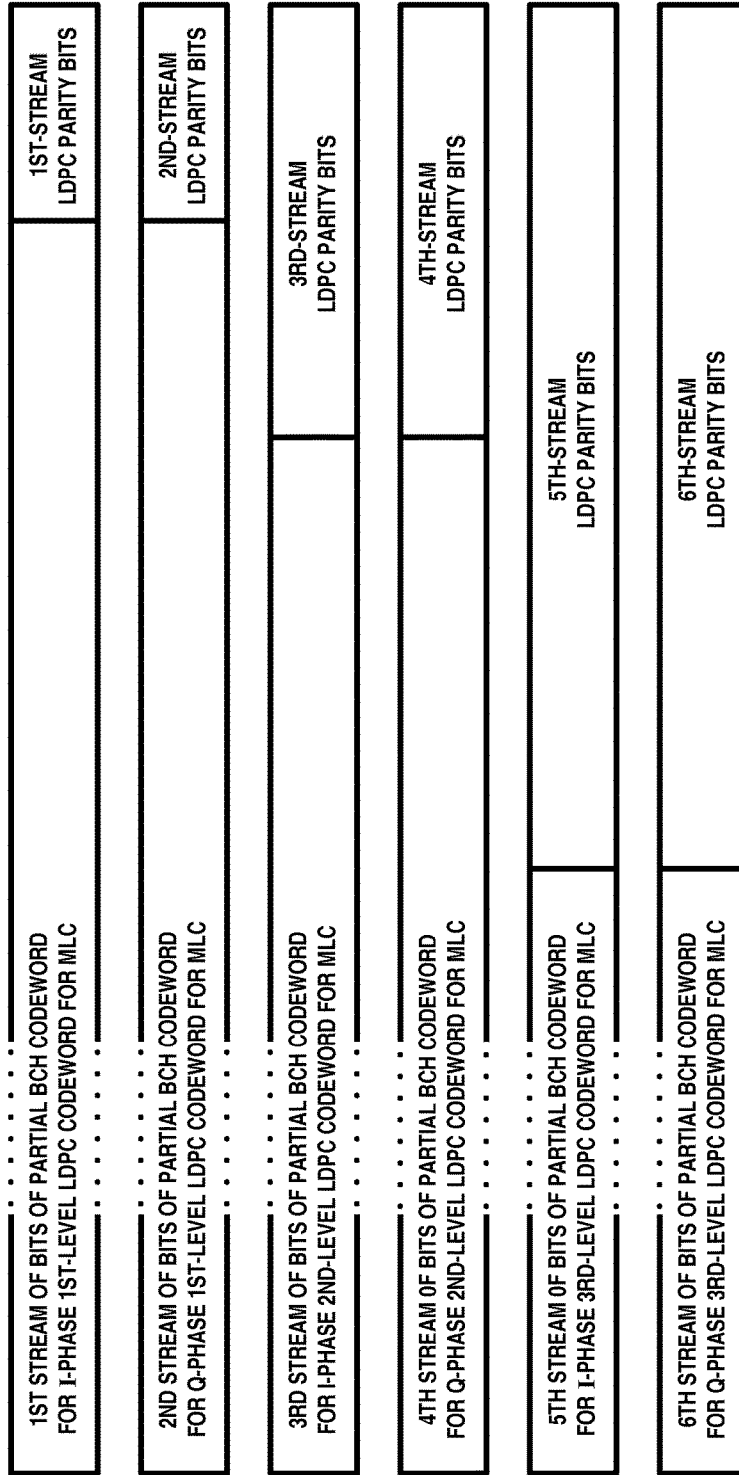 1ST STREAM OF BITS OF PARTIAL BCH CODEWORD
FOR I-PHASE 1ST-LEVEL LDPC CODEWORD FOR MLC
1ST-STREAM
LDPC PARITY BITS
2ND STREAM OF BITS OF PARTIAL BCH CODEWORD
FOR Q-PHASE 1ST-LEVEL LDPC CODEWORD FOR MLC
2ND-STREAM
LDPC PARITY BITS
3RD STREAM OF BITS OF PARTIAL BCH CODEWORD
FOR I-PHASE 2ND-LEVEL LDPC CODEWORD FOR MLC
3RD-STREAM
LDPC PARITY BITS
4TH STREAM 0F BITS OF PARTIAL BCH CODEWORD
FOR Q-PHASE 2ND-LEVEL LDPC CODEWORD FOR MLC
4TH-STREAM
LDPC PARITY BITS
5TH STREAM 0F BITS OF PARTIAL BCH CODEWORD
FOR I-PHASE 3RD-LEVEL LDPC CODEWORD FOR MLC
5TH-STREAM
LDPC PARITY BITS
6TH STREAM OF BITS OF PARTIAL BCH CODEWORD
FOR Q-PHASE 3RD-LEVEL LDPC CODEWORD FOR MLC
6TH-STREAM
LDPC PARITY BITS